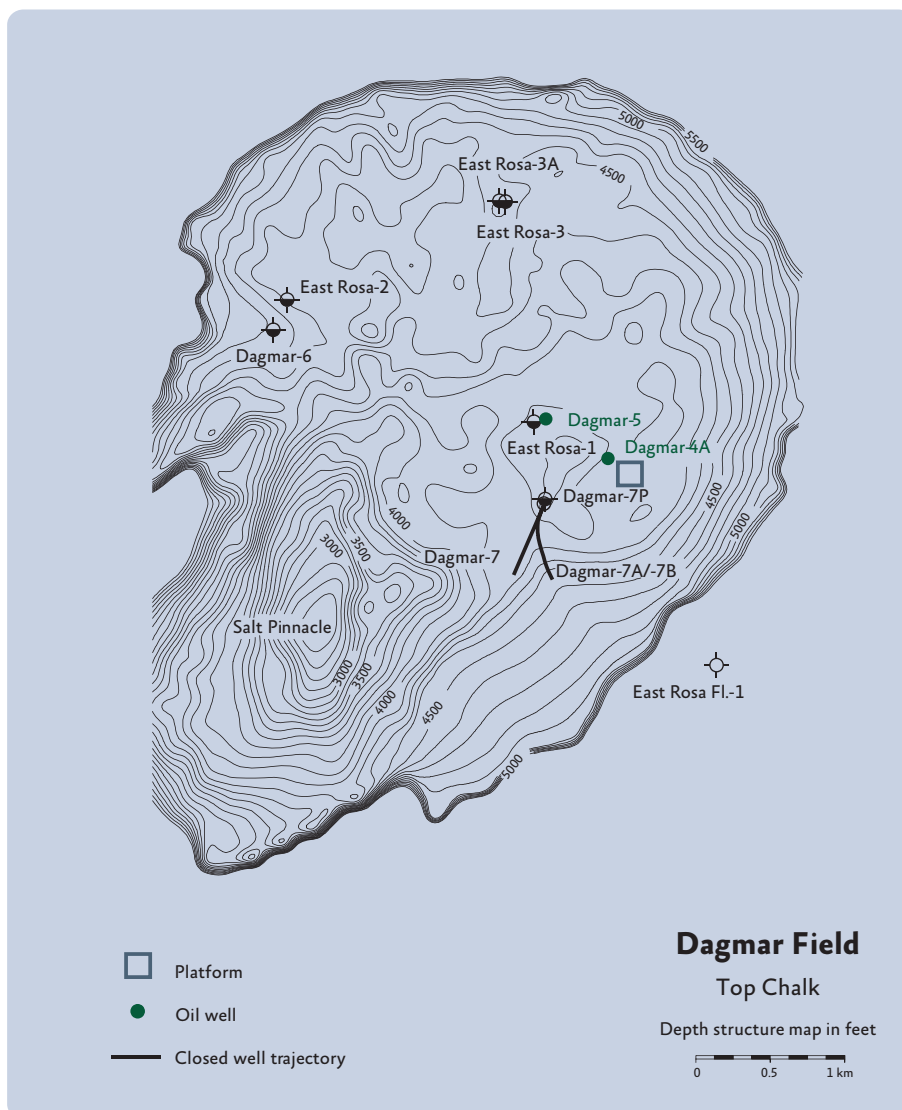 5000
5500
East Rosa-3A
4500
East Rosa-3
East Rosa-2
Dagmar-6
Dagmar-5
East Rosa-1
Dagmar-4A
Dagmar-7P
4500
4000
5000
3000
3500
Dagmar-7
Dagmar-7A/-7B
Salt Pinnacle
East Rosa Fl.-1
3000
3500
4000
4500
5000
Dagmar Field
Top Chalk
Depth structure map in feet
0 0.5 1 km
Platform
Oil well
Closed well trajectory